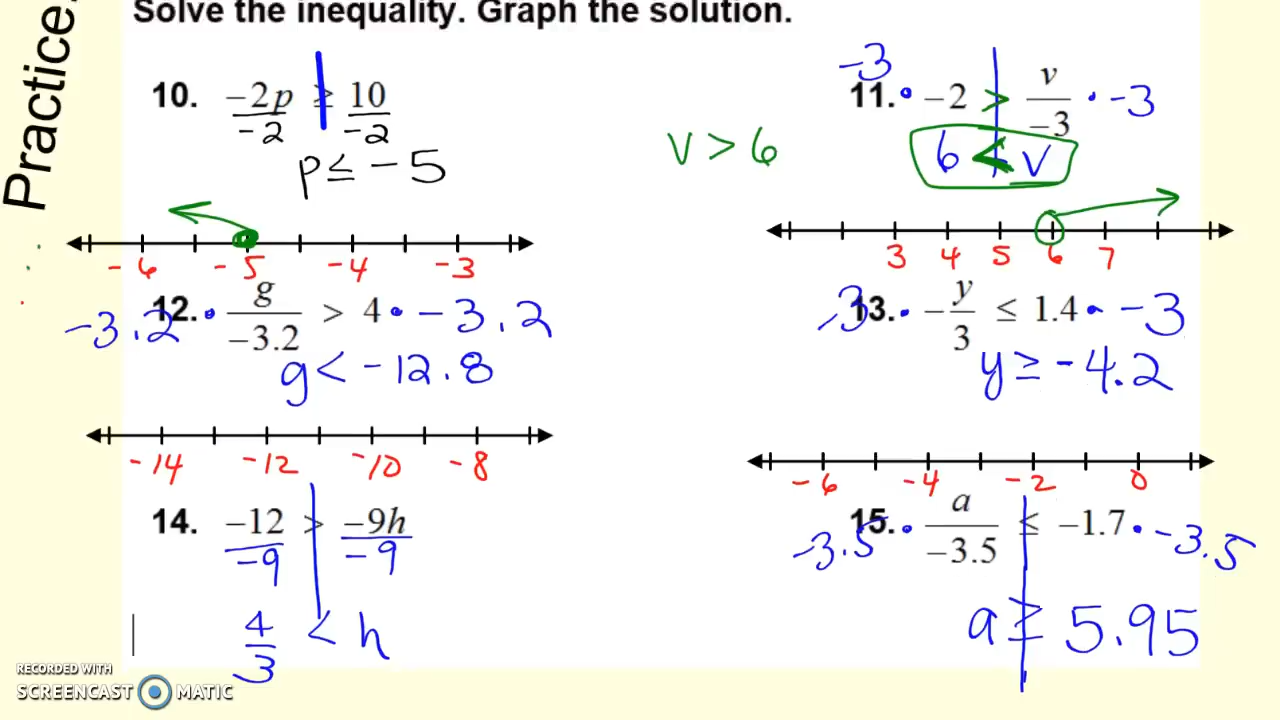 Practice.
Solve the inequality. Graph the solution.
10. −2p ≥ 10
−2 −2
p ≤ −5
−6 −5 −4 −3
−3 11. • −2 > v/−3 • −3
v > 6
6 < v
3 4 5 6 7
−3.2 12. • g/−3.2 > 4 • −3.2
g < −12.8
−14 −12 −10 −8
−3 13. • −y/3 ≤ 1.4 • −3
y ≥ −4.2
−6 −4 −2 0
14. −12 > −9h
−9 −9
4/3 < h
−3.5 15. • a/−3.5 ≤ −1.7 • −3.5
a ≥ 5.95
RECORDED WITH
SCREENCAST MATIC